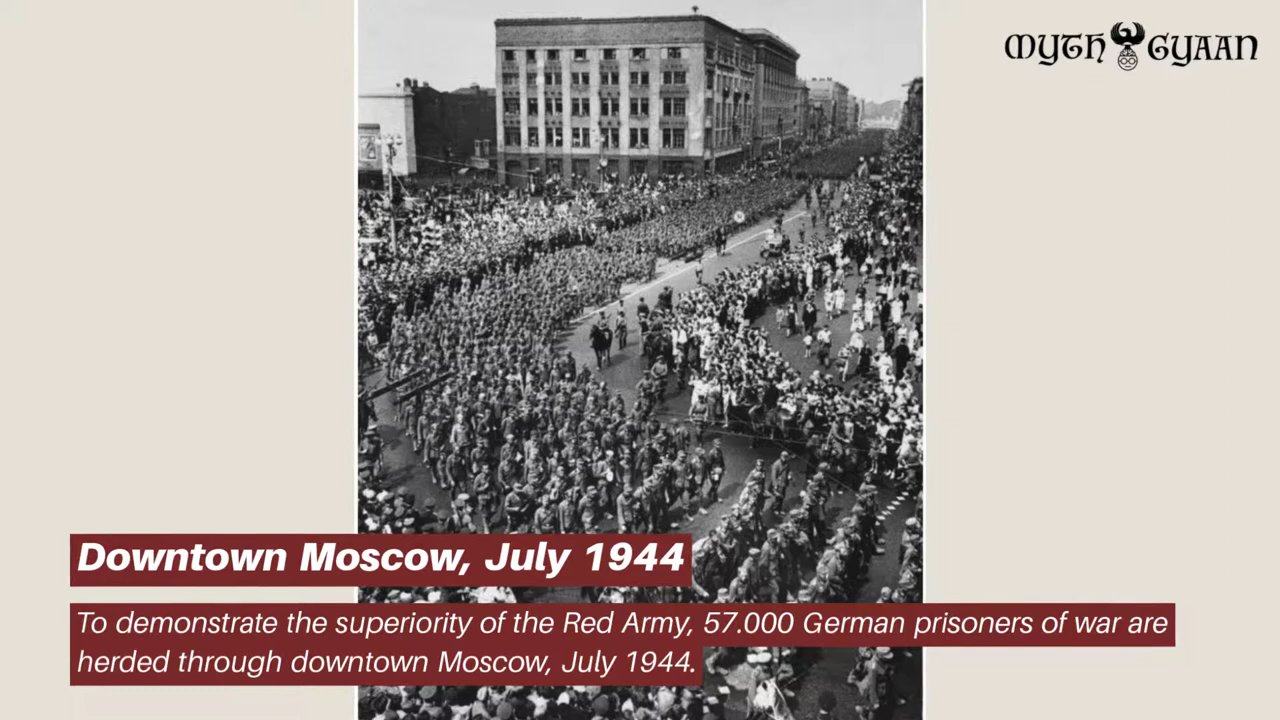 MYTH GYAAN
Downtown Moscow, July 1944
To demonstrate the superiority of the Red Army, 57.000 German prisoners of war are
herded through downtown Moscow, July 1944.